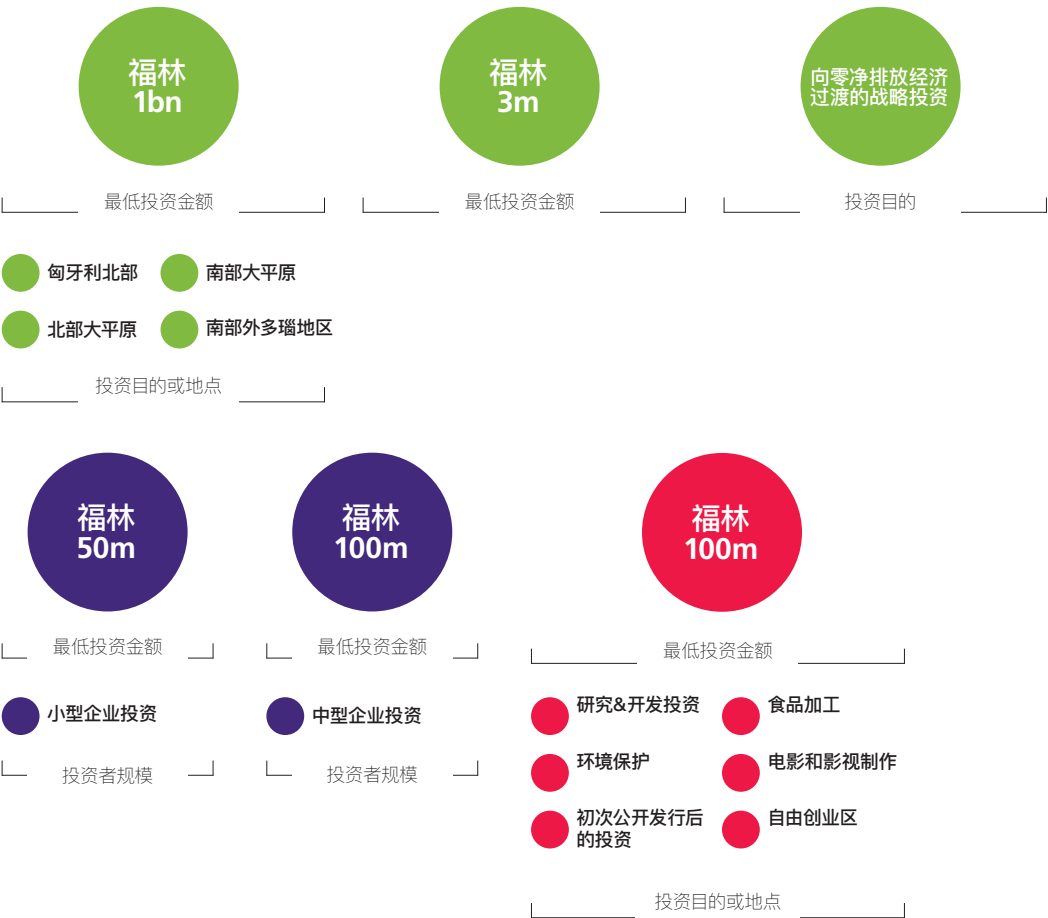 福林
1bn
福林
3m
向零净排放经济
过渡的战略投资
最低投资金额
最低投资金额
投资目的
匈牙利北部
南部大平原
北部大平原
南部外多瑙地区
投资目的或地点
福林
50m
福林
100m
福林
100m
最低投资金额
最低投资金额
最低投资金额
小型企业投资
中型企业投资
研究&开发投资
食品加工
环境保护
电影和影视制作
初次公开发行后
的投资
自由创业区
投资者规模
投资者规模
投资目的或地点